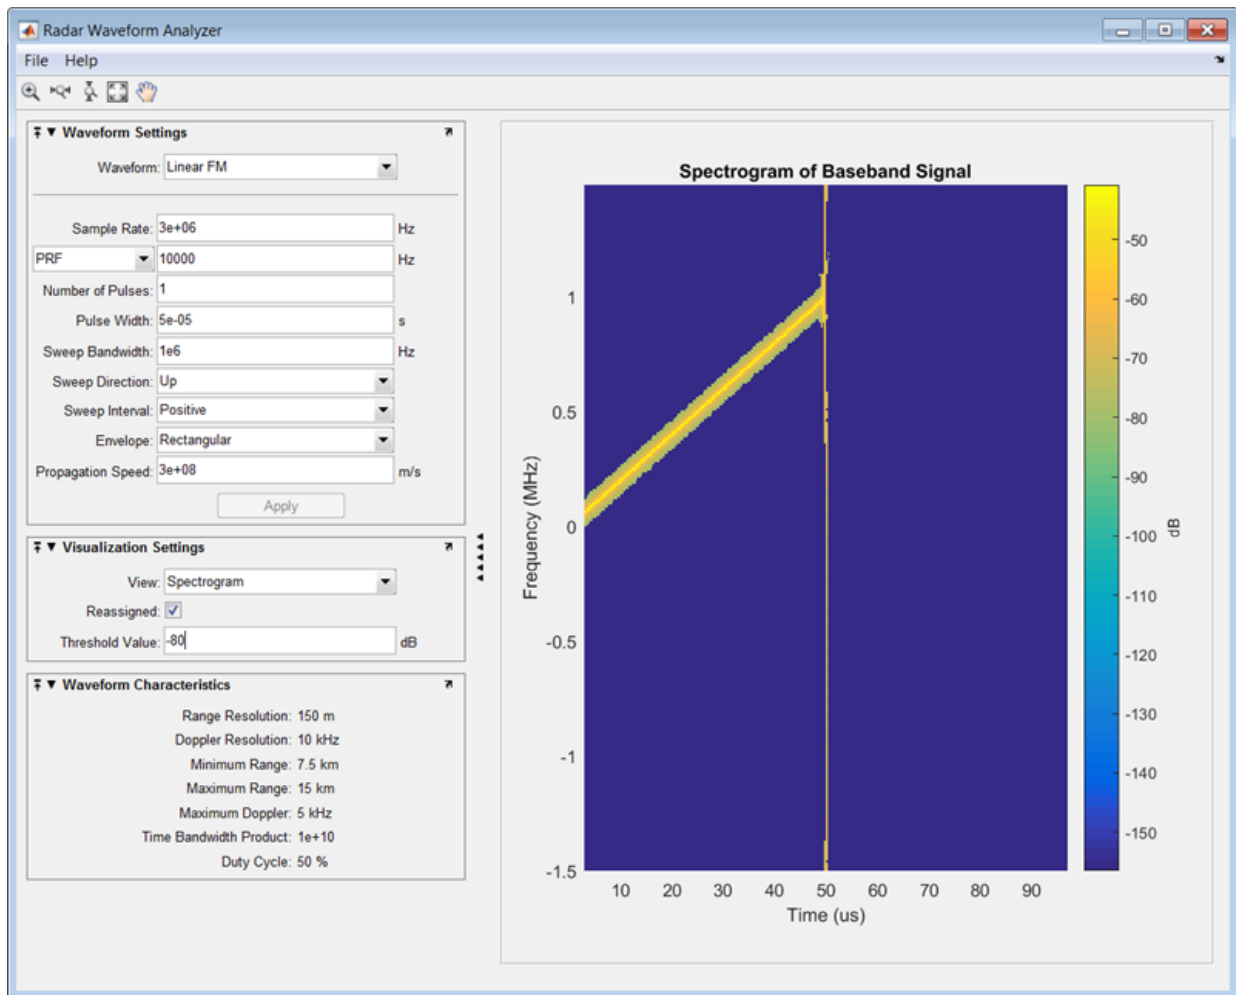 Radar Waveform Analyzer
File Help
Waveform Settings
Waveform: Linear FM
Sample Rate: 3e+06 Hz
PRF 10000 Hz
Number of Pulses: 1
Pulse Width: 5e-05 s
Sweep Bandwidth: 1e6 Hz
Sweep Direction: Up
Sweep Interval: Positive
Envelope: Rectangular
Propagation Speed: 3e+08 m/s
Apply
Visualization Settings
View: Spectrogram
Reassigned:
Threshold Value: -80 dB
Waveform Characteristics
Range Resolution: 150 m
Doppler Resolution: 10 kHz
Minimum Range: 7.5 km
Maximum Range: 15 km
Maximum Doppler: 5 kHz
Time Bandwidth Product: 1e+10
Duty Cycle: 50 %
Spectrogram of Baseband Signal
Frequency (MHz)
1
0.5
0
-0.5
-1
-1.5
10 20 30 40 50 60 70 80 90
Time (us)
-50
-60
-70
-80
-90
-100
-110
-120
-130
-140
-150
dB